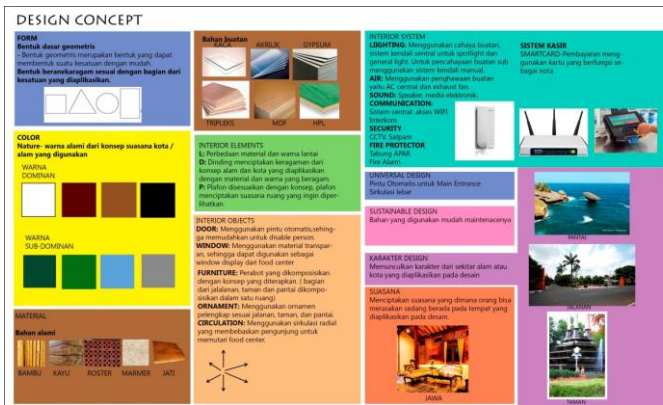 DESIGN CONCEPT
FORM
Bentuk dasar geometris
- Bentuk geometris merupakan bentuk yang dapat
membentuk suatu kesatuan dengan mudah.
Bentuk beranekaragam sesuai dengan bagian dari
kesatuan yang diaplikasikan.
COLOR
Nature- warna alami dari konsep suasana kota /
alam yang digunakan
WARNA
DOMINAN
WARNA
SUB-DOMINAN
MATERIAL
Bahan alami
BAMBU KAYU ROSTER MARMER JATI
Bahan buatan
KACA AKRILIK GYPSUM
TRIPLEKS MDF HPL
INTERIOR ELEMENTS
L: Perbedaan material dan warna lantai
D: Dinding menciptakan keragaman dari
konsep alam dan kota yang diaplikasikan
dengan material dan warna yang beragam.
P: Plafon disesuaikan dengan konsep, plafon
menciptakan suasana ruang yang ingin diper-
lihatkan.
INTERIOR OBJECTS
DOOR: Menggunakan pintu otomatis,sehing-
ga memudahkan untuk disable person.
WINDOW: Menggunakan material transpar-
an, sehingga dapat digunakan sebagai
window display dari food center
FURNITURE: Perabot yang dikomposisikan
dengan konsep yang diterapkan. ( bagian
dari jalalanan, taman dan pantai dikompo-
sisikan dalam satu ruang)
ORNAMENT: Menggunakan ornamen
pelengkap sesuai jalanan, taman, dan pantai.
CIRCULATION: Menggunakan sirkulasi radial
yang membebaskan pengunjung untuk
memutari food center.
INTERIOR SYSTEM
LIIGHTING: Menggunakan cahaya buatan,
sistem kendali sentral untuk spotlight dan
general light. Untuk pencahayaan buatan sub
menggunakan sistem kendali manual.
AIR: Menggunakan penghawaan buatan
yaitu AC central dan exhaust fan.
SOUND: Speaker, media elektronik.
COMMUNICATION:
Sistem sentral: akses WIFI
Interkom
SECURITY
CCTV, Satpam
FIRE PROTECTOR
Tabung APAR
Fire Alarm
SISTEM KASIR
SMARTCARD-Pembayaran meng-
gunakan kartu yang berfungsi se-
bagai nota
UNIVERSAL DESIGN
Pintu Otomatis untuk Main Entrance
Sirkulasi lebar
SUSTAINABLE DESIGN
Bahan yang digunakan mudah maintenacenya
KARAKTER DESIGN
Memunculkan karakter dari sekitar alam atau
kota yang diaplikasikan pada desain
SUASANA
Menciptakan suasana yang dimana orang bisa
merasakan sedang berada pada tempat yang
diaplikasikan pada desain.
JAWA
PANTAI
JALANAN
TAMAN